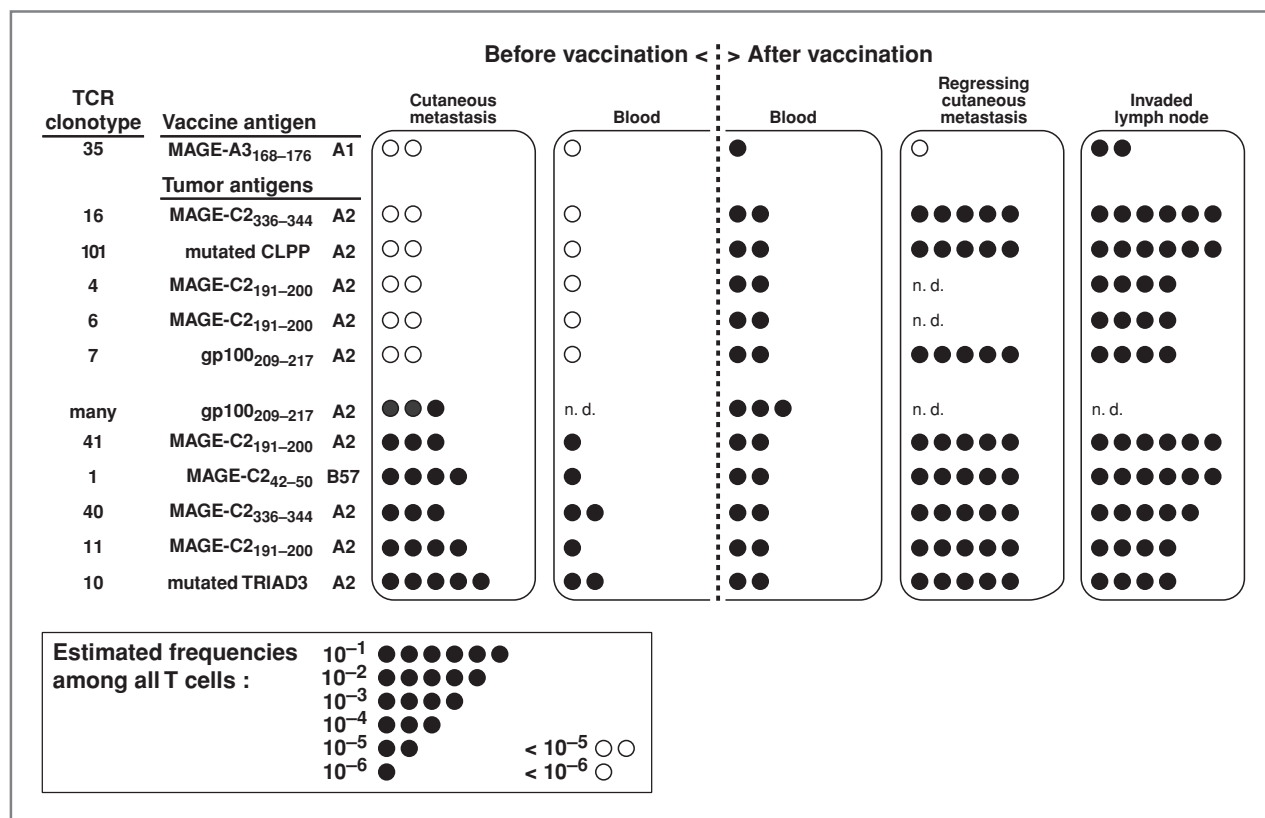 Before vaccination < > After vaccination
TCR clonotype Vaccine antigen Cutaneous metastasis Blood Blood Regressing cutaneous metastasis Invaded lymph node
35 MAGE-A3168–176 A1
Tumor antigens
16 MAGE-C2336–344 A2
101 mutated CLPP A2
4 MAGE-C2191–200 A2 n. d.
6 MAGE-C2191–200 A2 n. d.
7 gp100209–217 A2
many gp100209–217 A2 n. d. n. d. n. d.
41 MAGE-C2191–200 A2
1 MAGE-C242–50 B57
40 MAGE-C2336–344 A2
11 MAGE-C2191–200 A2
10 mutated TRIAD3 A2
Estimated frequencies 10–1
among all T cells : 10–2
10–3
10–4
10–5 < 10–5
10–6 < 10–6